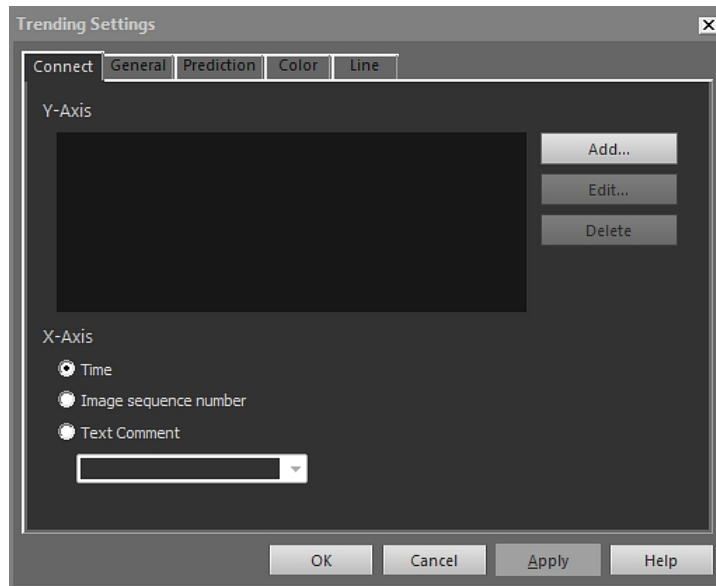 Trending Settings
Connect General Prediction Color Line
Y-Axis
Add...
Edit...
Delete
X-Axis
Time
Image sequence number
Text Comment
OK Cancel Apply Help